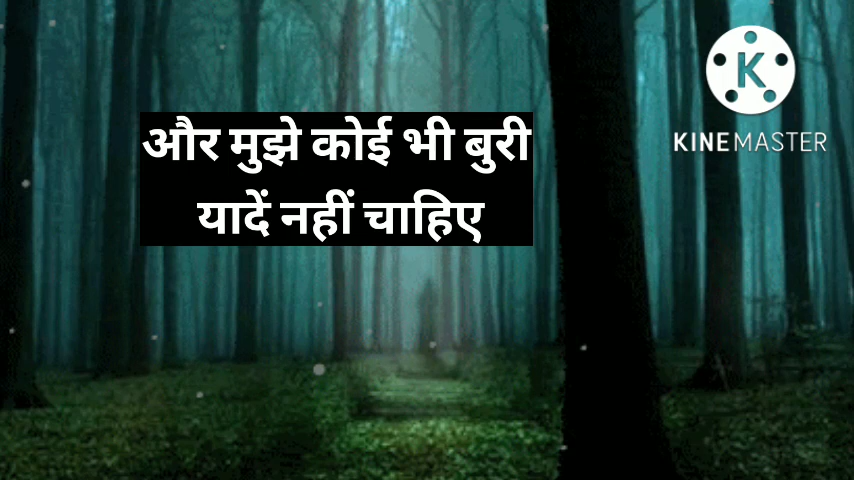 और मुझे कोई भी बुरी
यादें नहीं चाहिए
KINEMASTER